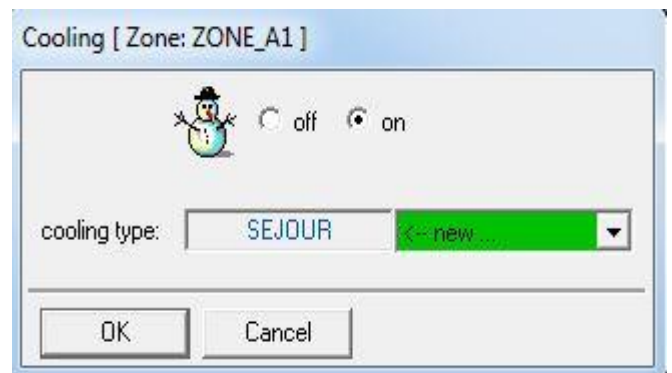 Cooling [ Zone: ZONE_A1 ]
off on
cooling type: SEJOUR <-- new ...
OK Cancel